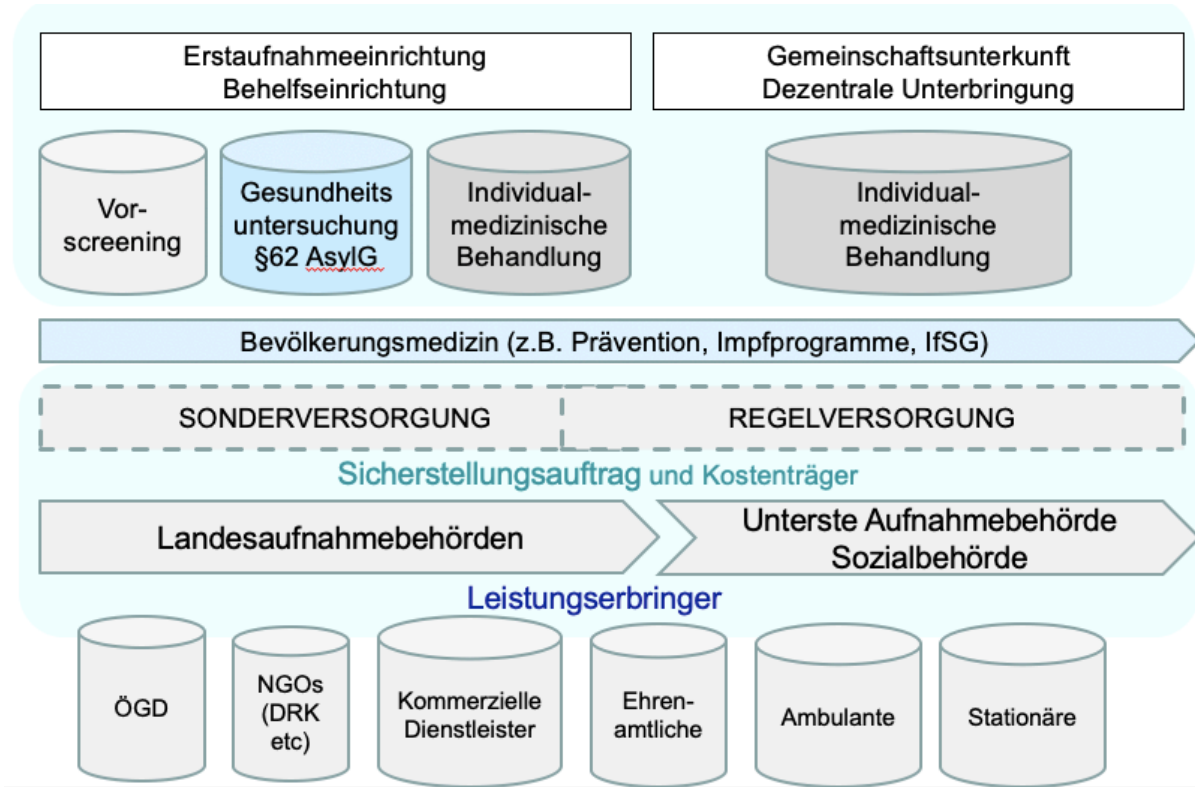 Erstaufnahmeeinrichtung
Behelfseinrichtung
Gemeinschaftsunterkunft
Dezentrale Unterbringung
Vor-
screening
Gesundheits
untersuchung
§62 AsylG
Individual-
medizinische
Behandlung
Individual-
medizinische
Behandlung
Bevölkerungsmedizin (z.B. Prävention, Impfprogramme, IfSG)
SONDERVERSORGUNG
REGELVERSORGUNG
Sicherstellungsauftrag und Kostenträger
Landesaufnahmebehörden
Unterste Aufnahmebehörde
Sozialbehörde
Leistungserbringer
ÖGD
NGOs
(DRK
etc)
Kommerzielle
Dienstleister
Ehren-
amtliche
Ambulante
Stationäre